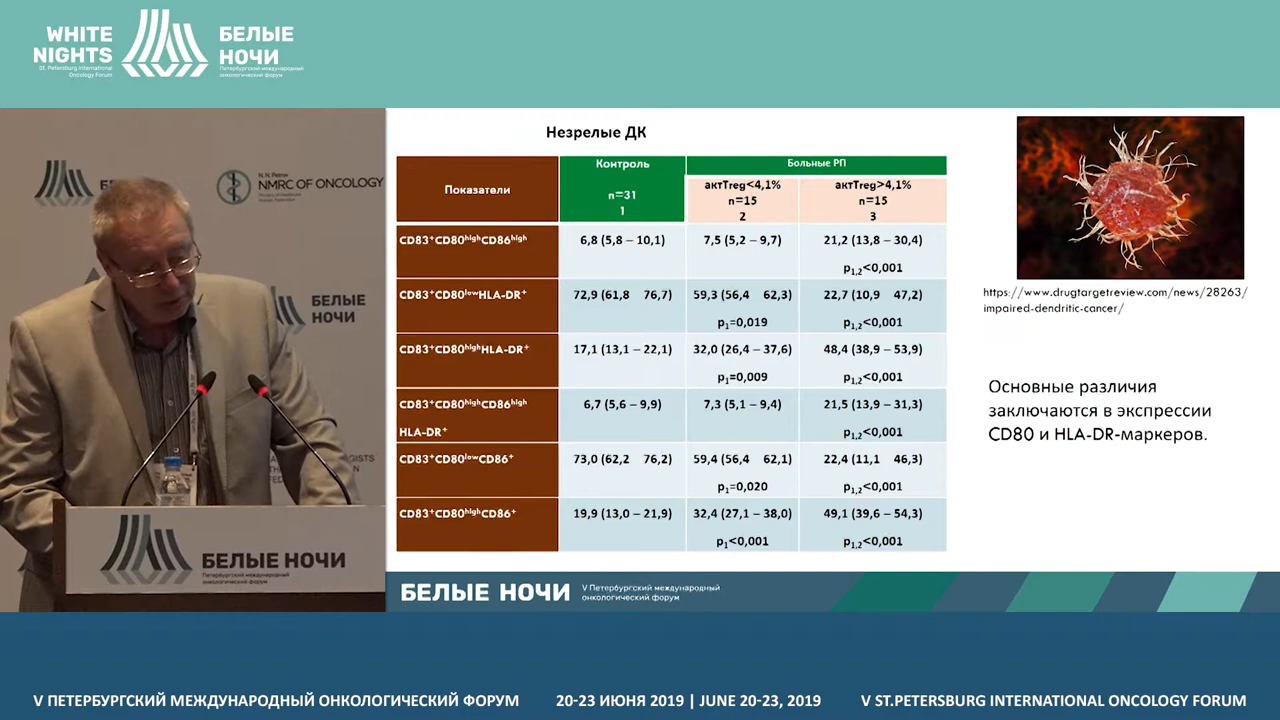 WHITE
NIGHTS
St. Petersburg International
Oncology Forum
БЕЛЫЕ
НОЧИ
Петербургский международный
онкологический форум
N.N. Petrov
NMRC OF ONCOLOGY
БЕЛЫЕ
НОЧИ
БЕЛЫЕ НОЧИ
Петербургский международный
онкологический форум
Незрелые ДК
Показатели
Контроль
n=31
1
Больные РП
актТreg<4,1%
n=15
2
актТreg>4,1%
n=15
3
CD83⁺CD80ʰⁱᵍʰCD86ʰⁱᵍʰ
6,8 (5,8 – 10,1)
7,5 (5,2 – 9,7)
21,2 (13,8 – 30,4)
p₁,₂<0,001
CD83⁺CD80ˡᵒʷHLA-DR⁺
72,9 (61,8 76,7)
59,3 (56,4 62,3)
p₁=0,019
22,7 (10,9 47,2)
p₁,₂<0,001
CD83⁺CD80ʰⁱᵍʰHLA-DR⁺
17,1 (13,1 – 22,1)
32,0 (26,4 – 37,6)
p₁=0,009
48,4 (38,9 – 53,9)
p₁,₂<0,001
CD83⁺CD80ʰⁱᵍʰCD86ʰⁱᵍʰ
HLA-DR⁺
6,7 (5,6 – 9,9)
7,3 (5,1 – 9,4)
21,5 (13,9 – 31,3)
p₁,₂<0,001
CD83⁺CD80ˡᵒʷCD86⁺
73,0 (62,2 76,2)
59,4 (56,4 62,1)
p₁=0,020
22,4 (11,1 46,3)
p₁,₂<0,001
CD83⁺CD80ʰⁱᵍʰCD86⁺
19,9 (13,0 – 21,9)
32,4 (27,1 – 38,0)
p₁<0,001
49,1 (39,6 – 54,3)
p₁,₂<0,001
https://www.drugtargetreview.com/news/28263/
impaired-dendritic-cancer/
Основные различия
заключаются в экспрессии
CD80 и HLA-DR-маркеров.
БЕЛЫЕ НОЧИ
V Петербургский международный
онкологический форум
V ПЕТЕРБУРГСКИЙ МЕЖДУНАРОДНЫЙ ОНКОЛОГИЧЕСКИЙ ФОРУМ
20-23 ИЮНЯ 2019 | JUNE 20-23, 2019
V ST.PETERSBURG INTERNATIONAL ONCOLOGY FORUM